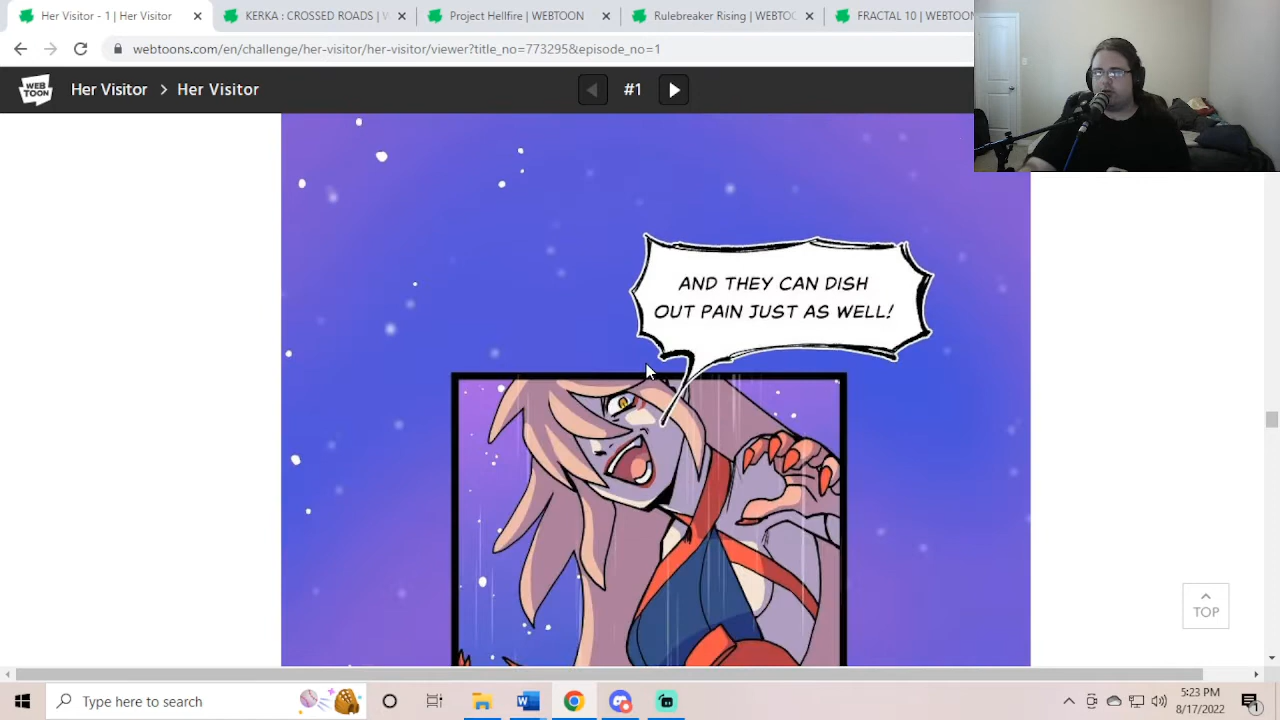 Her Visitor - 1 | Her Visitor
KERKA : CROSSED ROADS | W
Project Hellfire | WEBTOON
Rulebreaker Rising | WEBTOO
FRACTAL 10 | WEBTOON
webtoons.com/en/challenge/her-visitor/her-visitor/viewer?title_no=773295&episode_no=1
WEB
TOON
Her Visitor > Her Visitor
#1
AND THEY CAN DISH
OUT PAIN JUST AS WELL!
TOP
Type here to search
5:23 PM
8/17/2022
1